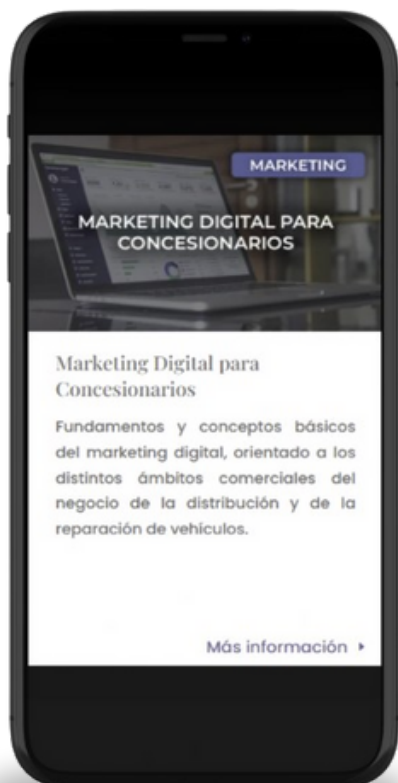 MARKETING
MARKETING DIGITAL PARA
CONCESIONARIOS
Marketing Digital para
Concesionarios
Fundamentos y conceptos básicos
del marketing digital, orientado a los
distintos ámbitos comerciales del
negocio de la distribución y de la
reparación de vehículos.
Más información